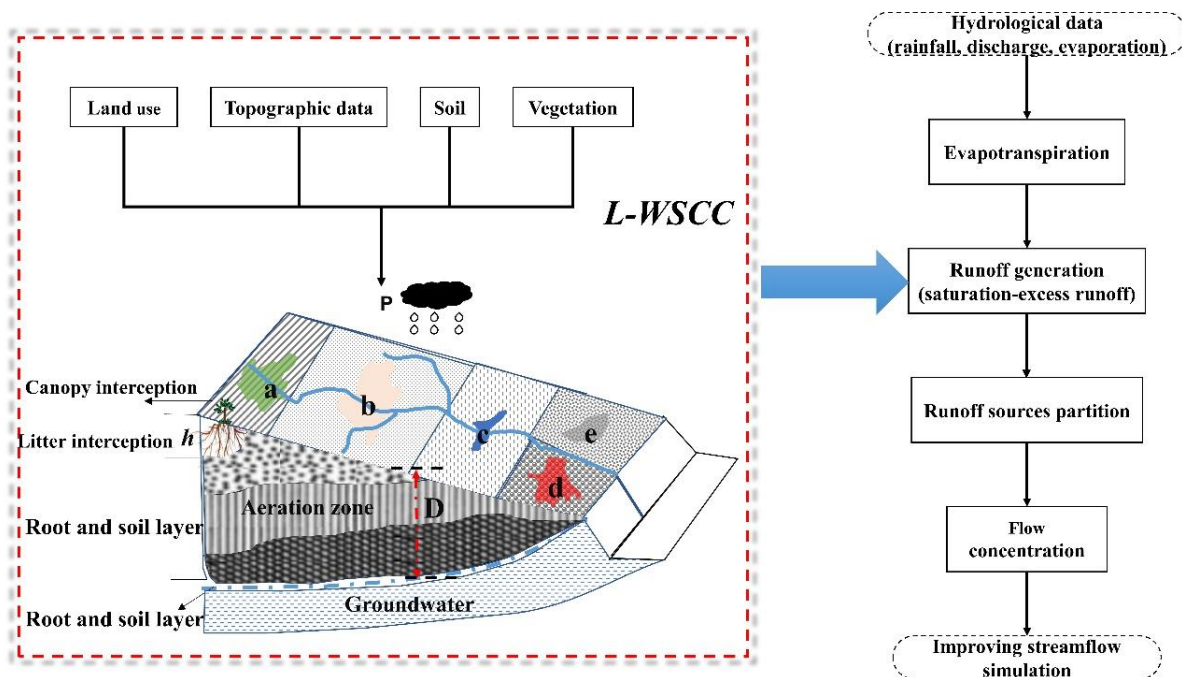 Land use
Topographic data
Soil
Vegetation
L-WSCC
P
a
b
c
e
d
Canopy interception
Litter interception
h
Root and soil layer
Aeration zone
D
Root and soil layer
Groundwater
Hydrological data
(rainfall, discharge, evaporation)
Evapotranspiration
Runoff generation
(saturation-excess runoff)
Runoff sources partition
Flow
concentration
Improving streamflow
simulation